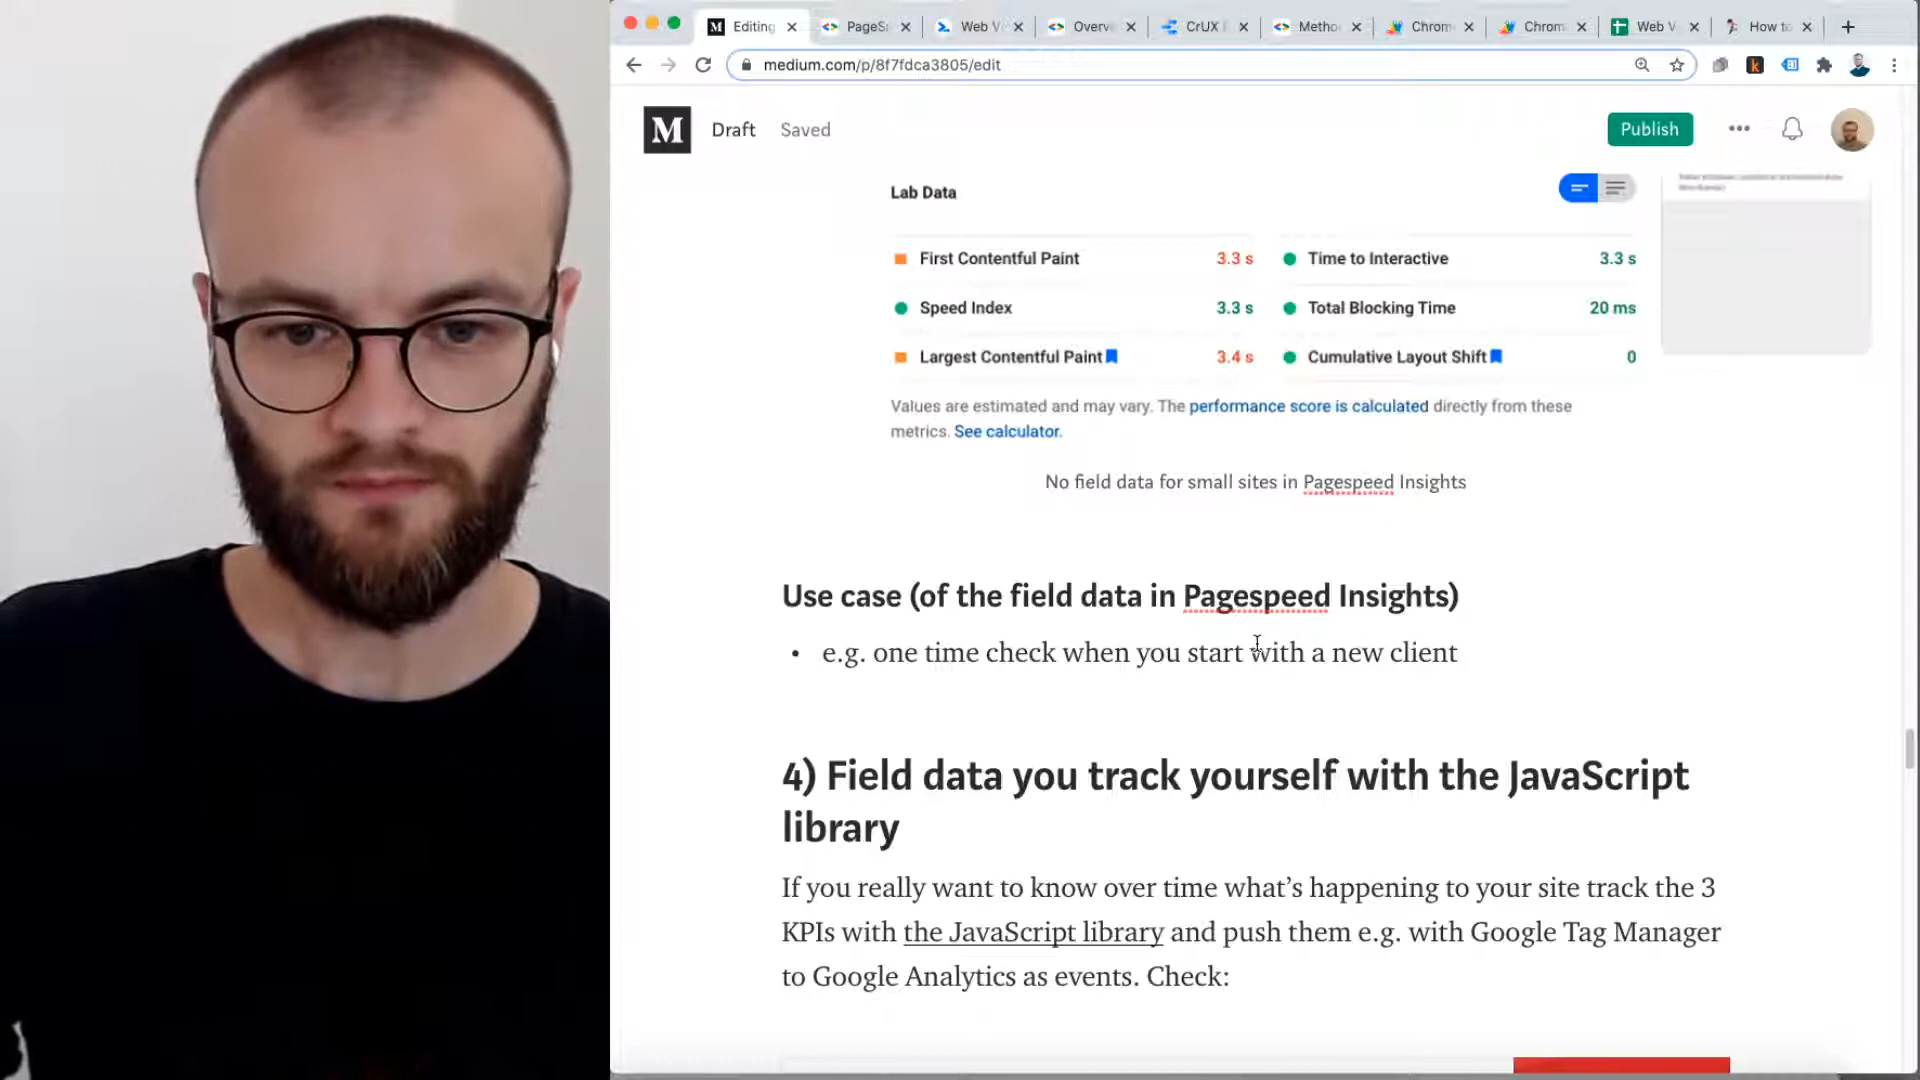 Editing
PageSp
Web V
Overv
CrUX
Metho
Chrom
Chrom
Web V
How to
medium.com/p/8f7fdca3805/edit
M
Draft
Saved
Publish
Lab Data
First Contentful Paint 3.3 s
Time to Interactive 3.3 s
Speed Index 3.3 s
Total Blocking Time 20 ms
Largest Contentful Paint 3.4 s
Cumulative Layout Shift 0
Values are estimated and may vary. The performance score is calculated directly from these
metrics. See calculator.
No field data for small sites in Pagespeed Insights
Use case (of the field data in Pagespeed Insights)
• e.g. one time check when you start with a new client
4) Field data you track yourself with the JavaScript
library
If you really want to know over time what’s happening to your site track the 3
KPIs with the JavaScript library and push them e.g. with Google Tag Manager
to Google Analytics as events. Check: